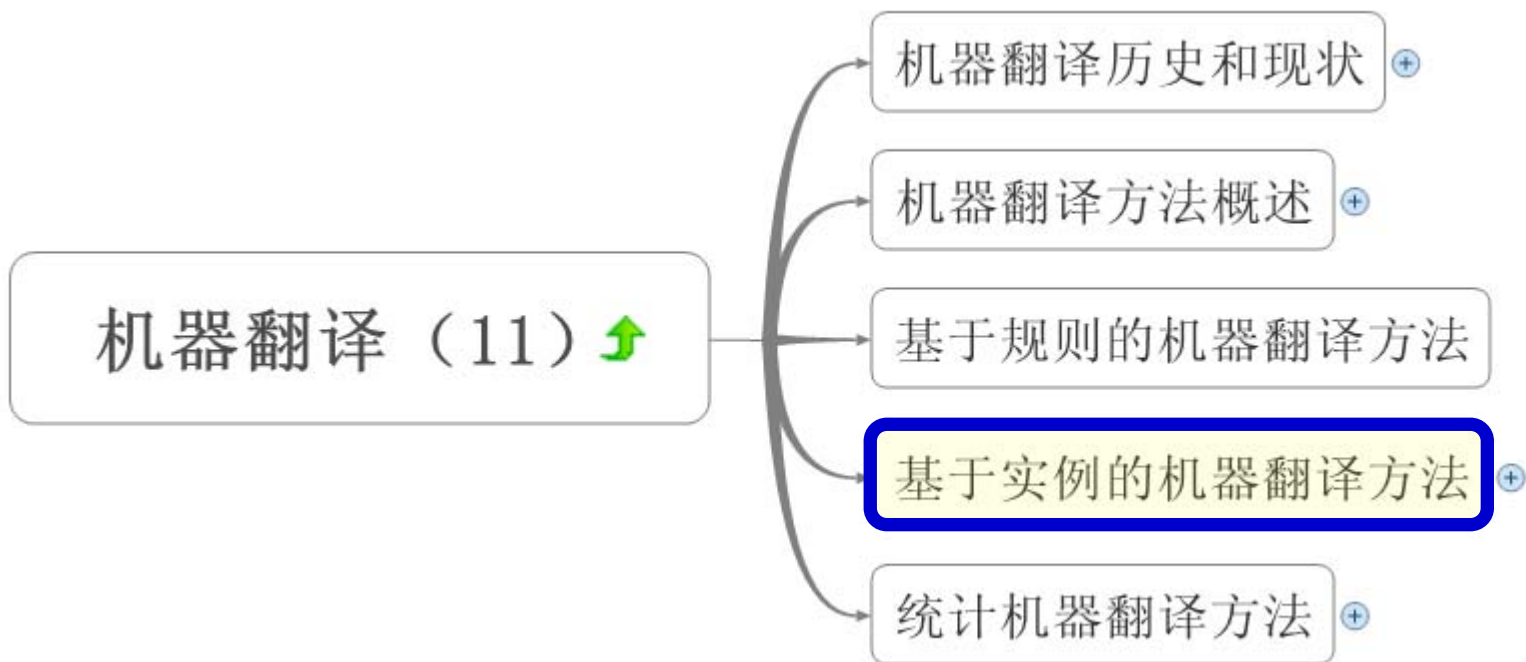 机器翻译（11）
机器翻译历史和现状
机器翻译方法概述
基于规则的机器翻译方法
基于实例的机器翻译方法
统计机器翻译方法